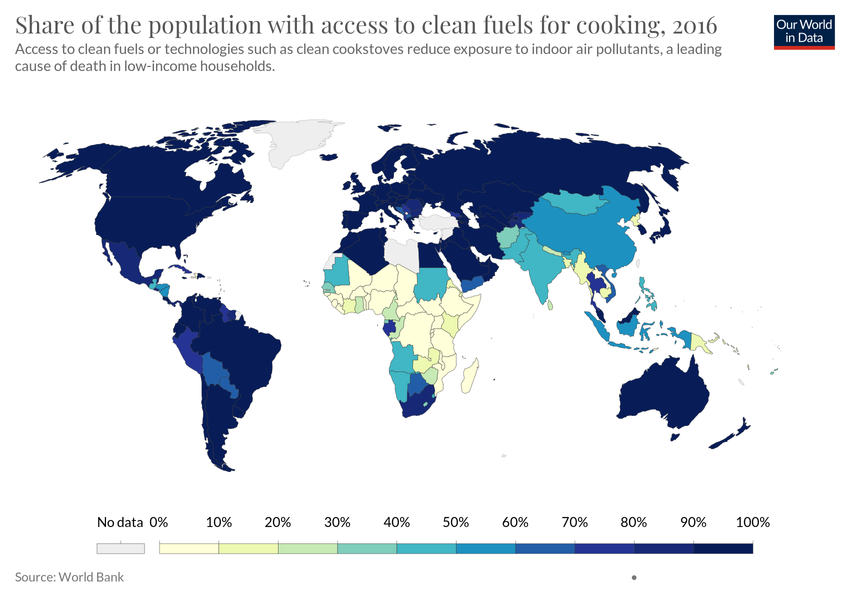 Share of the population with access to clean fuels for cooking, 2016
Our World
in Data
Access to clean fuels or technologies such as clean cookstoves reduce exposure to indoor air pollutants, a leading
cause of death in low-income households.
No data 0% 10% 20% 30% 40% 50% 60% 70% 80% 90% 100%
Source: World Bank